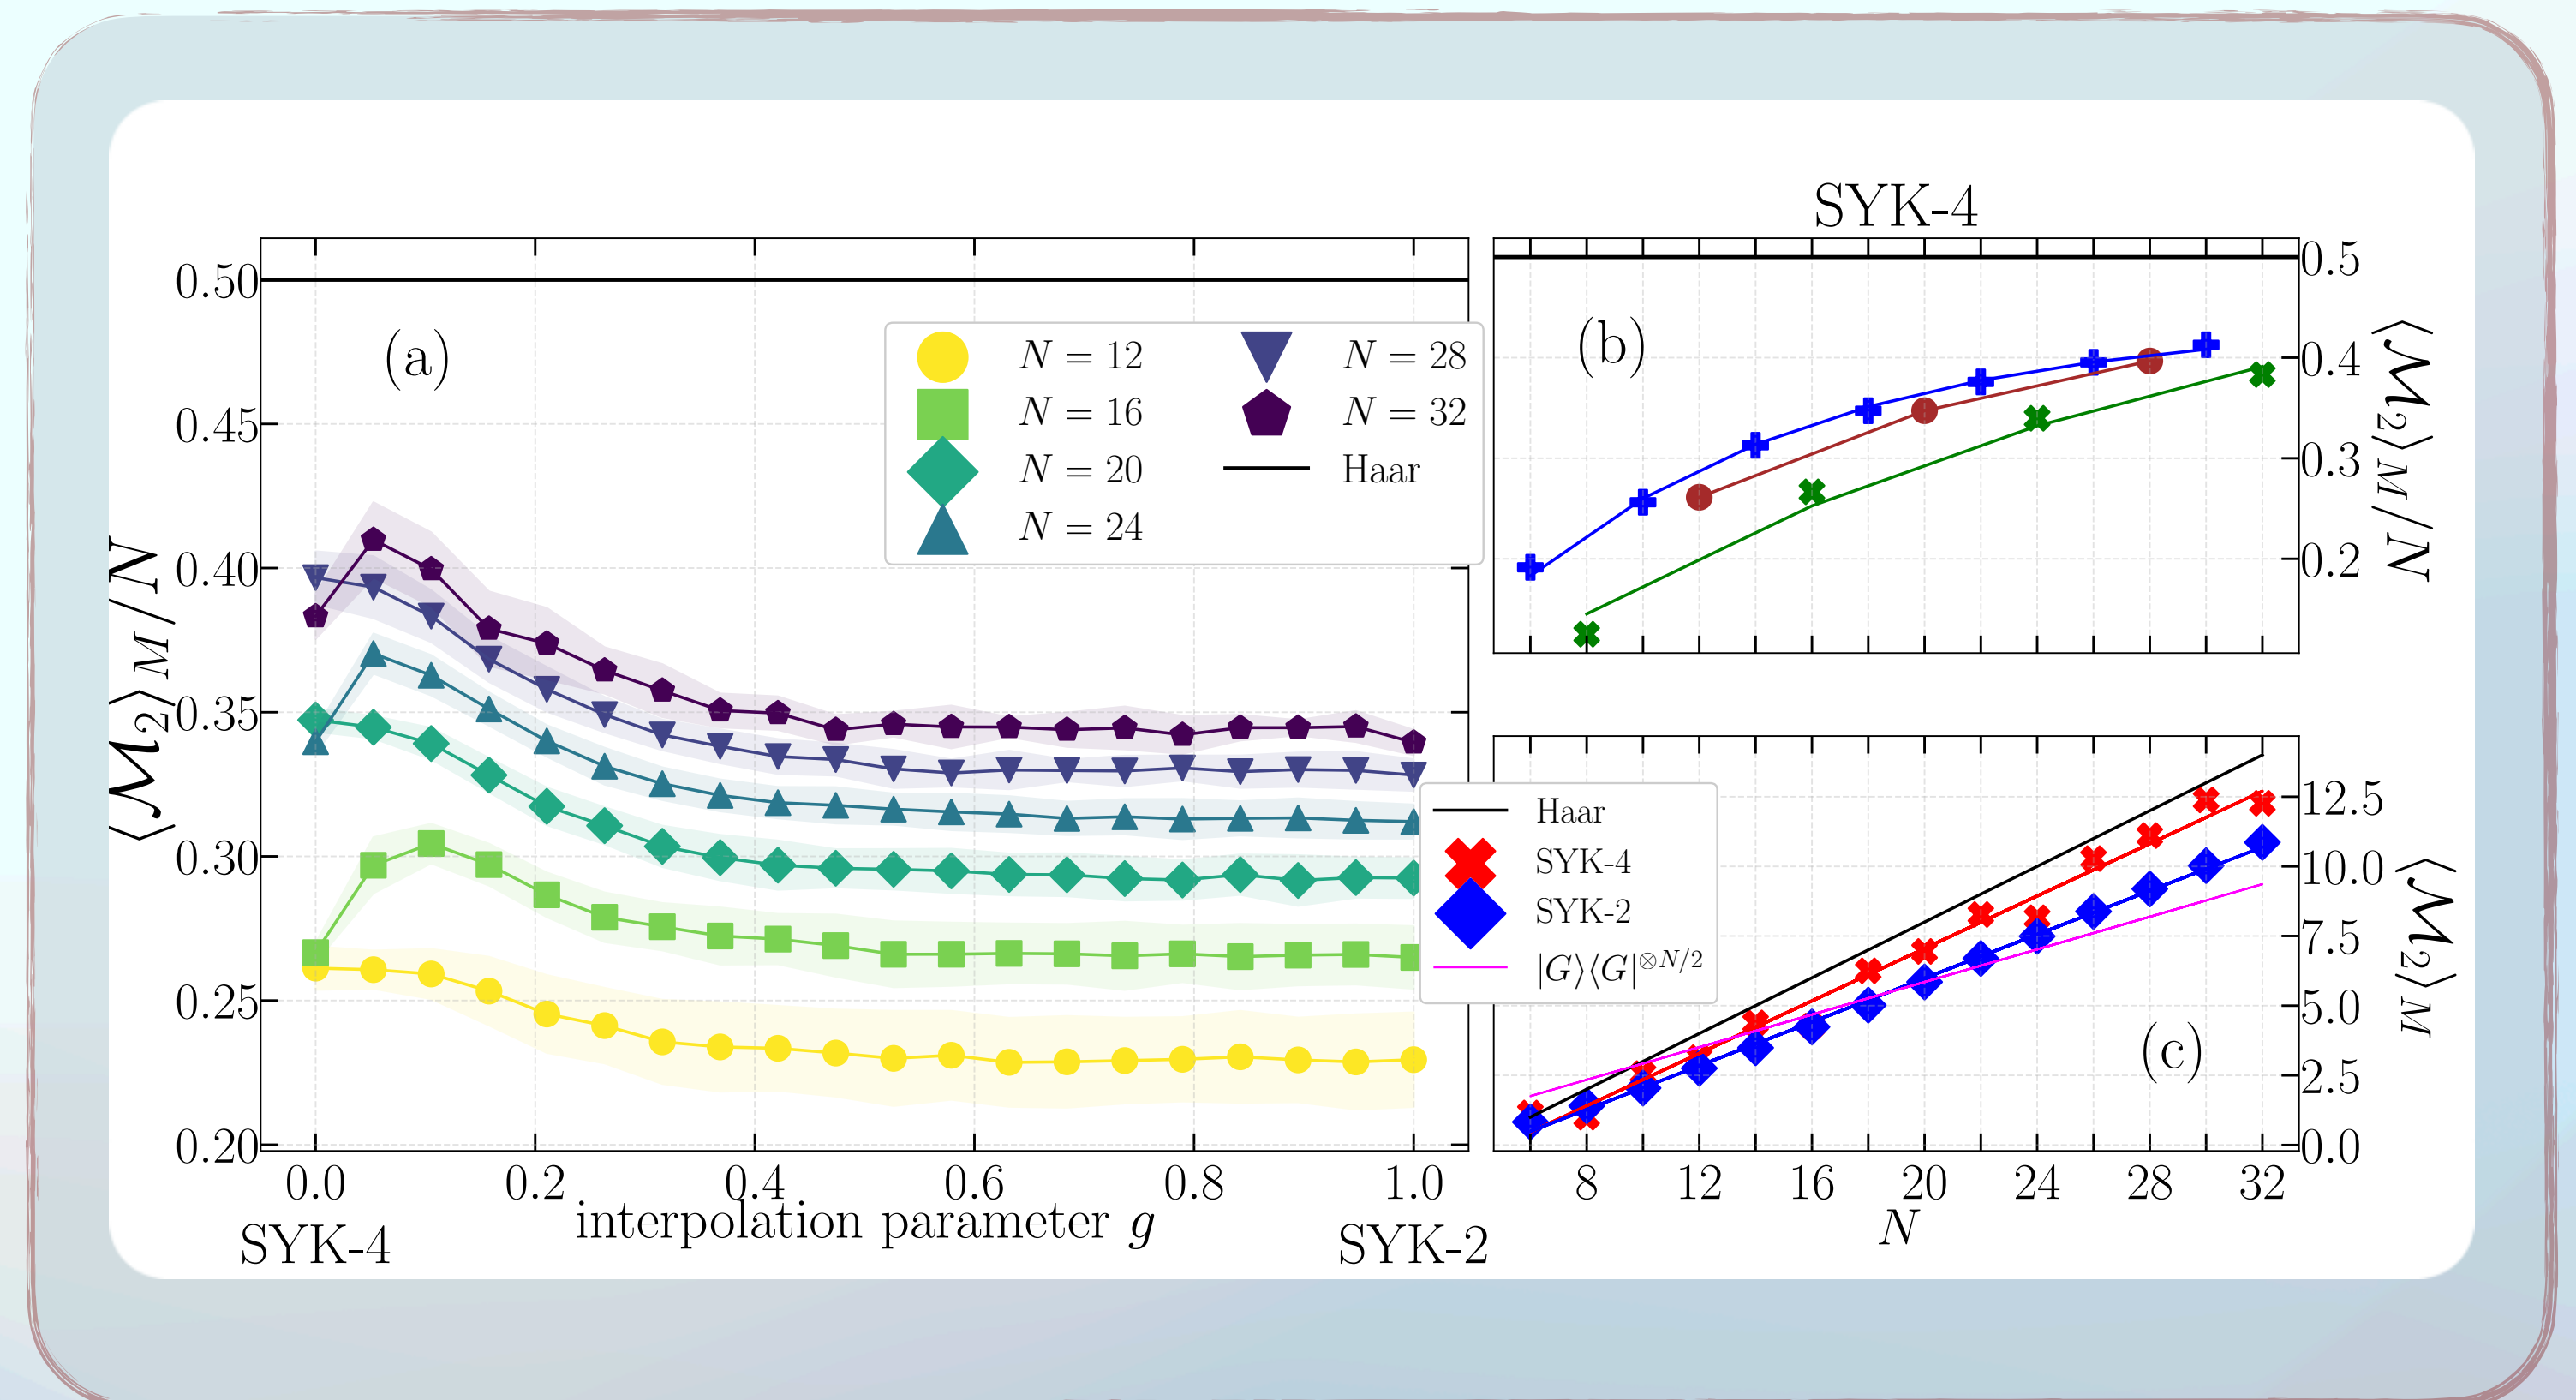 SYK-4
(a)
0.50
0.45
0.40
0.35
0.30
0.25
0.20
⟨ℳ₂⟩_M/N
N = 12
N = 16
N = 20
N = 24
N = 28
N = 32
Haar
0.0 0.2 0.4 0.6 0.8 1.0
interpolation parameter g
SYK-4 SYK-2
(b)
0.5
0.4
0.3
0.2
⟨ℳ₂⟩_M/N
Haar
SYK-4
SYK-2
|G⟩⟨G|^{⊗N/2}
(c)
12.5
10.0
7.5
5.0
2.5
0.0
⟨ℳ₂⟩_M
8 12 16 20 24 28 32
N